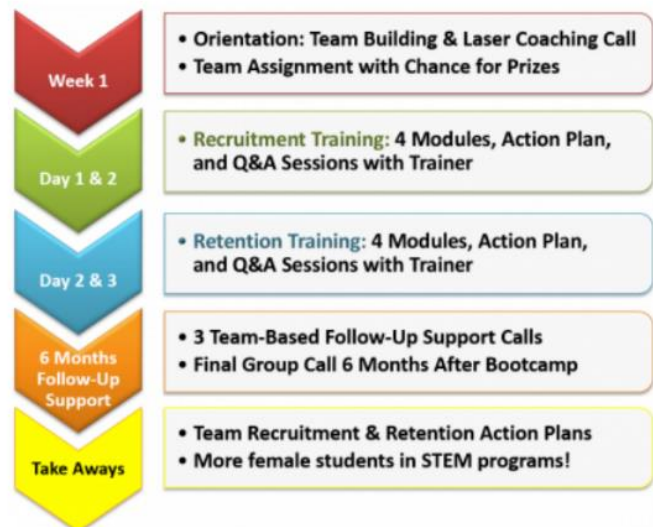 Week 1
• Orientation: Team Building & Laser Coaching Call
• Team Assignment with Chance for Prizes
Day 1 & 2
• Recruitment Training: 4 Modules, Action Plan,
and Q&A Sessions with Trainer
Day 2 & 3
• Retention Training: 4 Modules, Action Plan,
and Q&A Sessions with Trainer
6 Months
Follow-Up
Support
• 3 Team-Based Follow-Up Support Calls
• Final Group Call 6 Months After Bootcamp
Take Aways
• Team Recruitment & Retention Action Plans
• More female students in STEM programs!